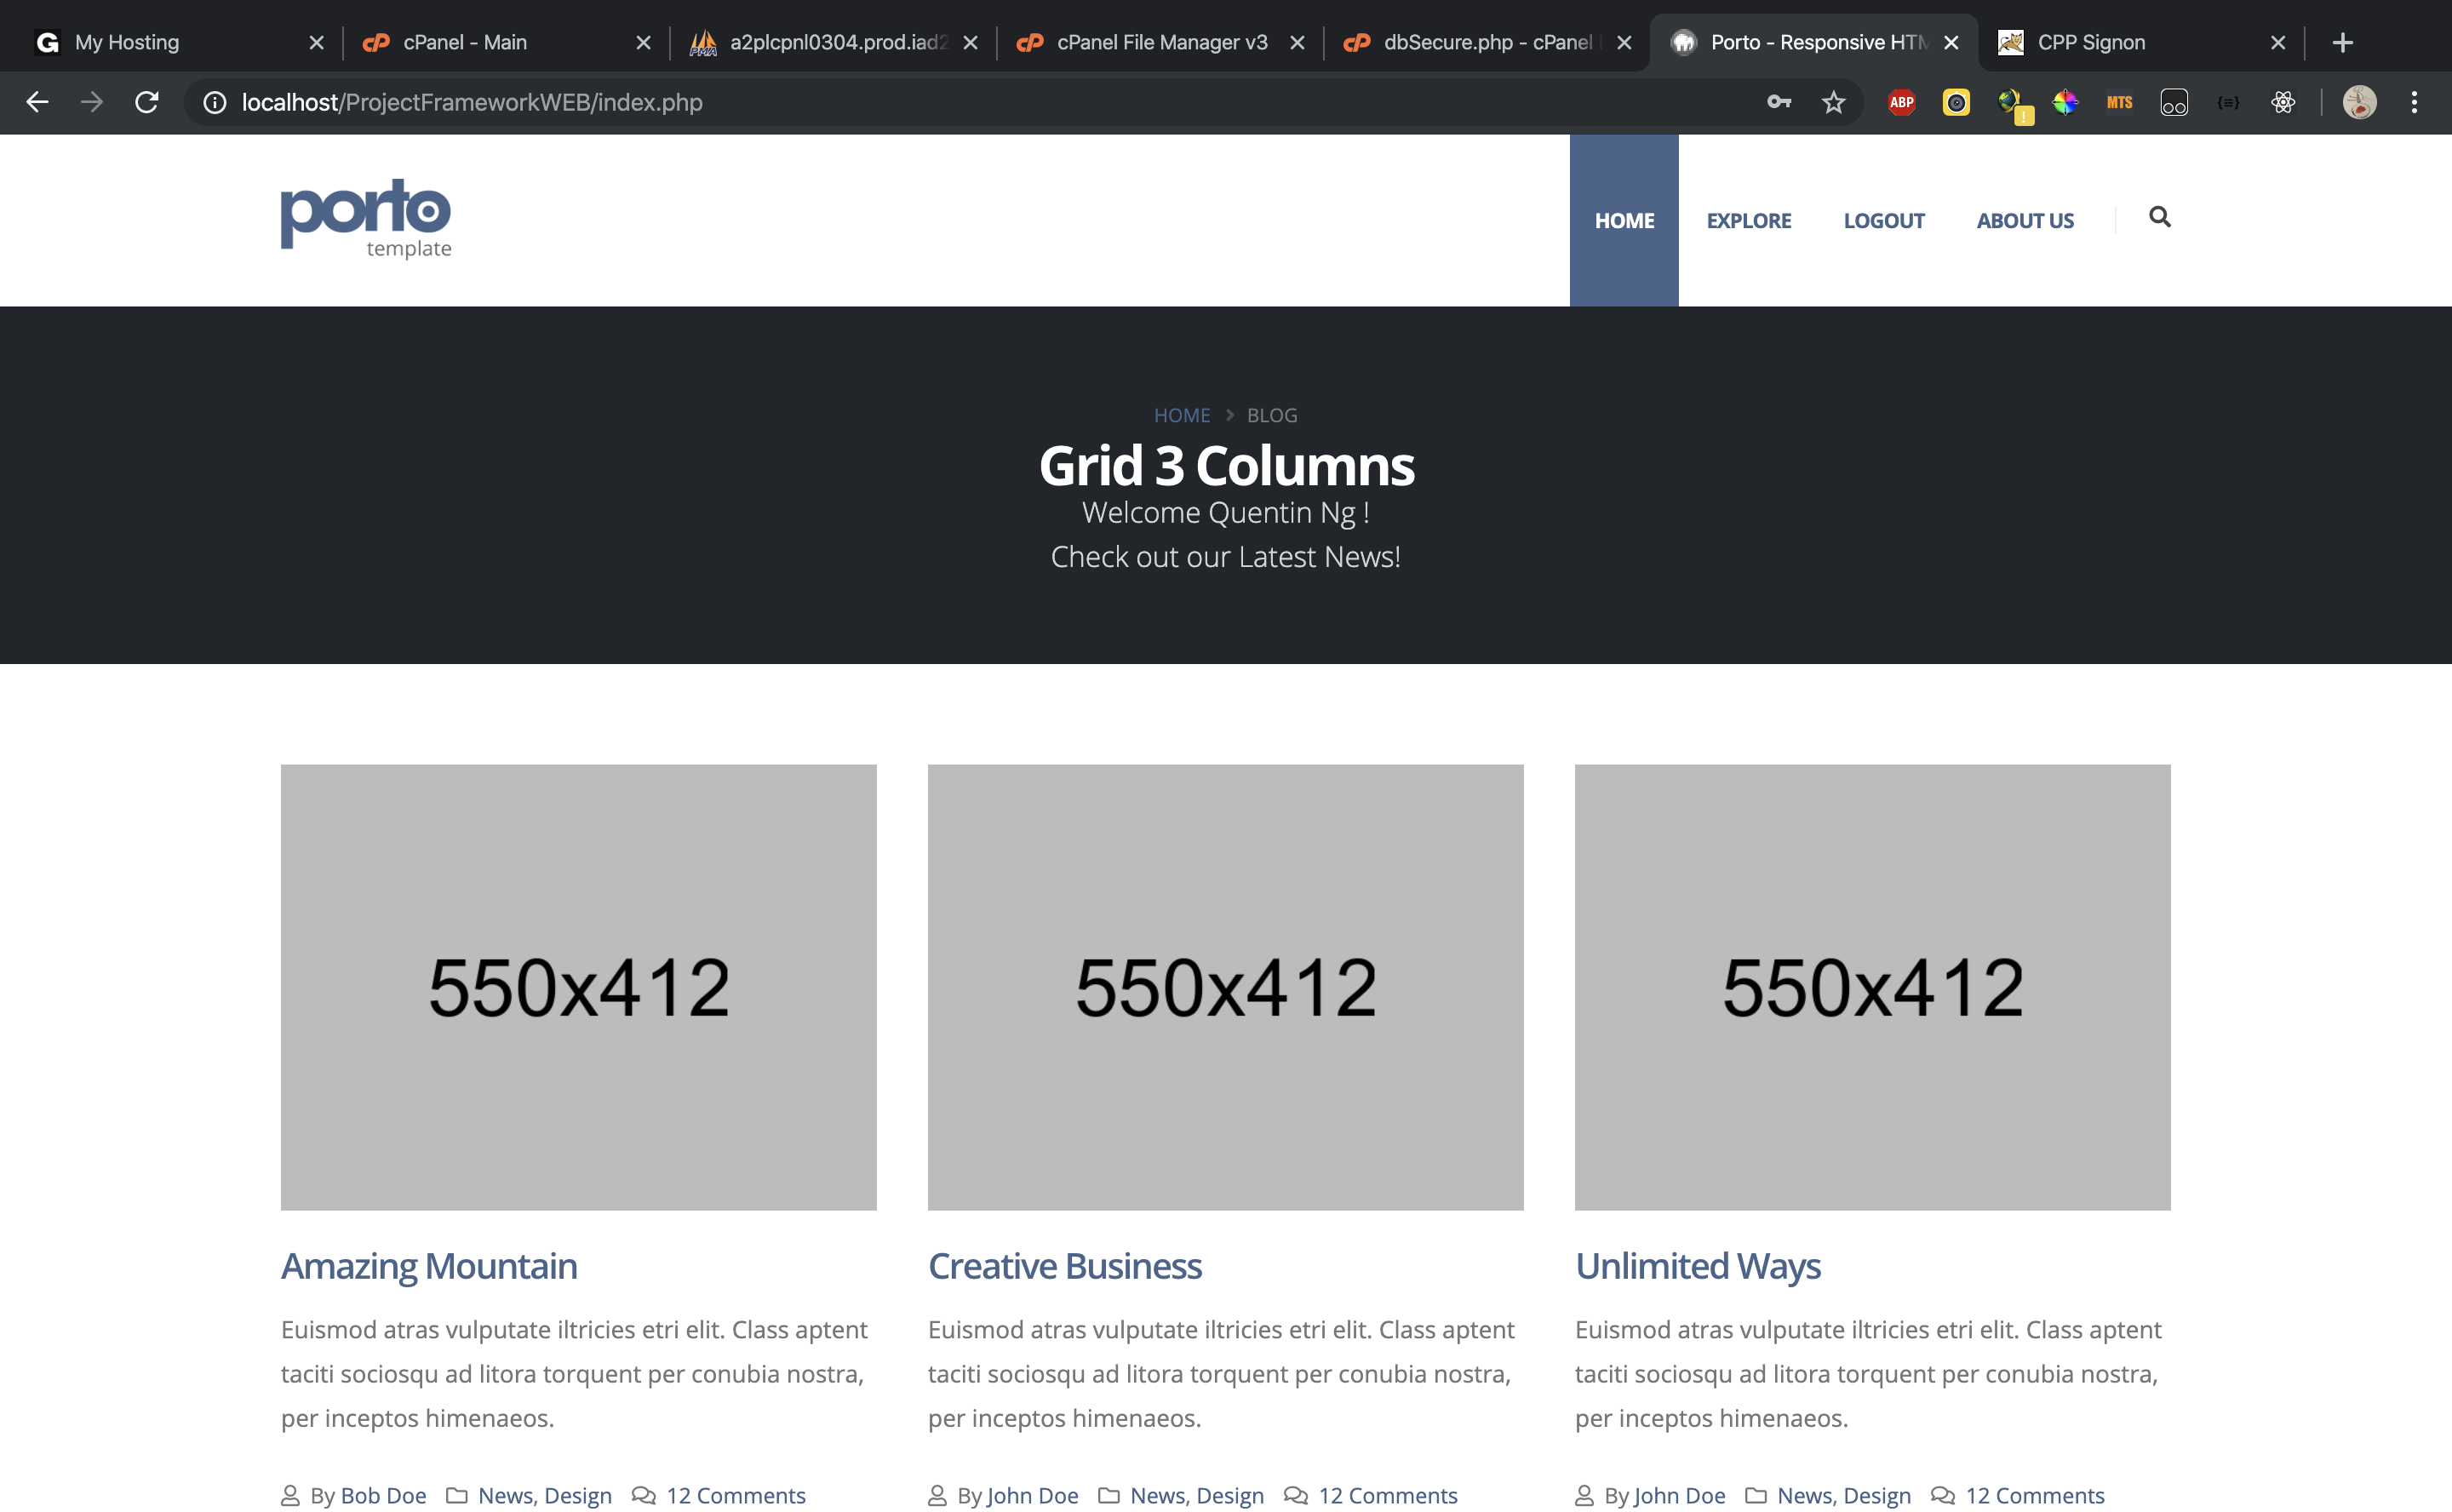 My Hosting
cPanel - Main
a2plcpnl0304.prod.iad2
cPanel File Manager v3
dbSecure.php - cPanel
Porto - Responsive HTM
CPP Signon
localhost/ProjectFrameworkWEB/index.php
ABP
MTS
porto
template
HOME
EXPLORE
LOGOUT
ABOUT US
HOME > BLOG
Grid 3 Columns
Welcome Quentin Ng !
Check out our Latest News!
550x412
550x412
550x412
Amazing Mountain
Euismod atras vulputate iltricies etri elit. Class aptent
taciti sociosqu ad litora torquent per conubia nostra,
per inceptos himenaeos.
By Bob Doe News, Design 12 Comments
Creative Business
Euismod atras vulputate iltricies etri elit. Class aptent
taciti sociosqu ad litora torquent per conubia nostra,
per inceptos himenaeos.
By John Doe News, Design 12 Comments
Unlimited Ways
Euismod atras vulputate iltricies etri elit. Class aptent
taciti sociosqu ad litora torquent per conubia nostra,
per inceptos himenaeos.
By John Doe News, Design 12 Comments